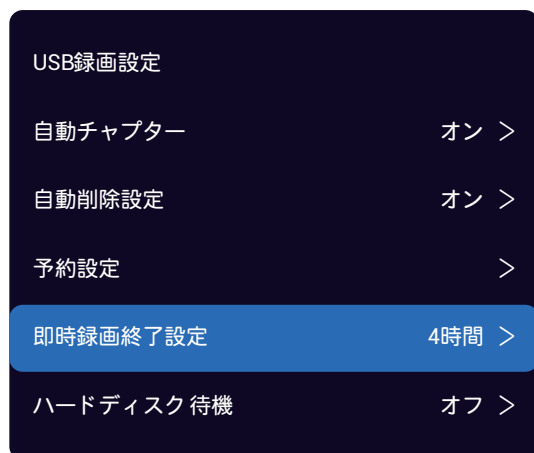 USB録画設定
自動チャプター オン >
自動削除設定 オン >
予約設定 >
即時録画終了設定 4時間 >
ハードディスク 待機 オフ >